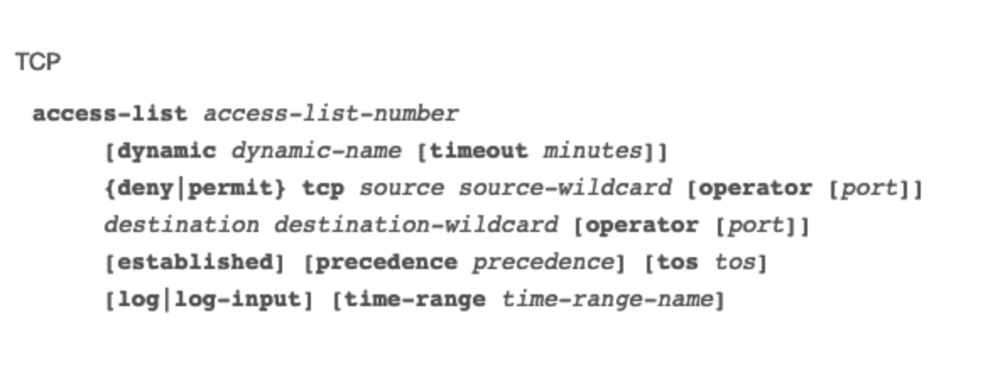 TCP
access-list access-list-number
[dynamic dynamic-name [timeout minutes]]
{deny|permit} tcp source source-wildcard [operator [port]]
destination destination-wildcard [operator [port]]
[established] [precedence precedence] [tos tos]
[log|log-input] [time-range time-range-name]